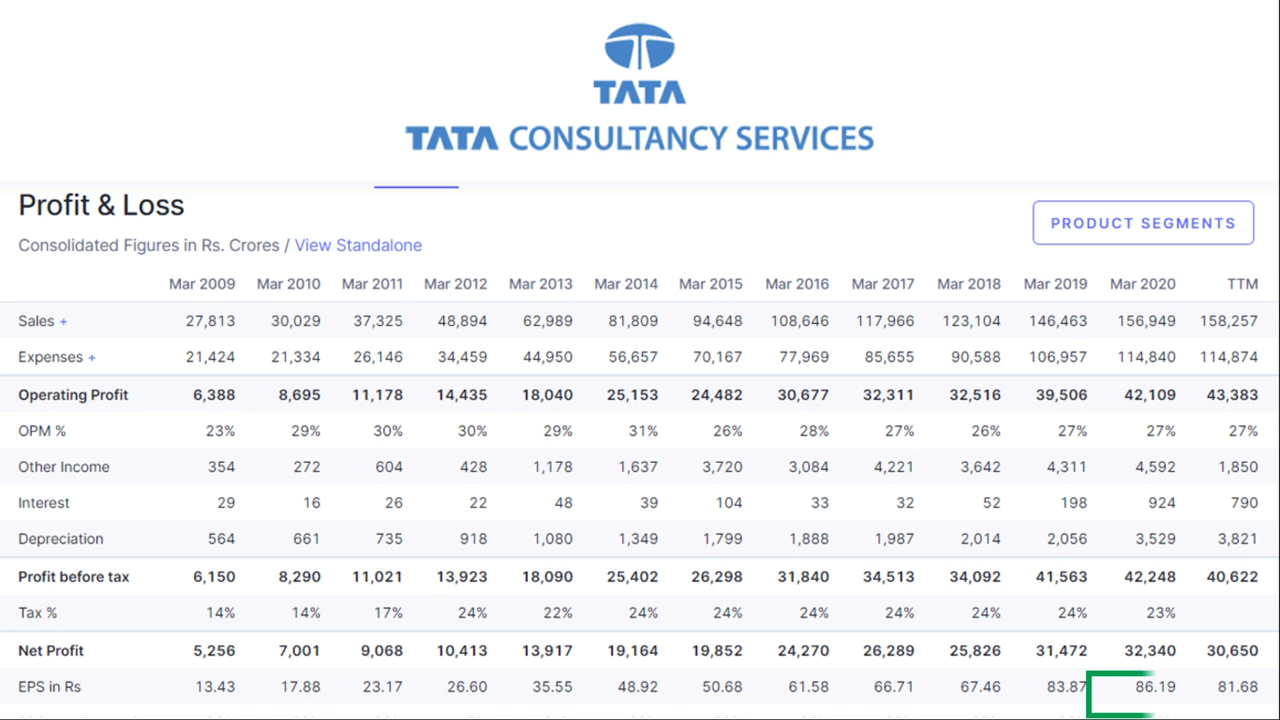 TATA
TATA CONSULTANCY SERVICES
Profit & Loss
PRODUCT SEGMENTS
Consolidated Figures in Rs. Crores / View Standalone
Mar 2009 Mar 2010 Mar 2011 Mar 2012 Mar 2013 Mar 2014 Mar 2015 Mar 2016 Mar 2017 Mar 2018 Mar 2019 Mar 2020 TTM
Sales + 27,813 30,029 37,325 48,894 62,989 81,809 94,648 108,646 117,966 123,104 146,463 156,949 158,257
Expenses + 21,424 21,334 26,146 34,459 44,950 56,657 70,167 77,969 85,655 90,588 106,957 114,840 114,874
Operating Profit 6,388 8,695 11,178 14,435 18,040 25,153 24,482 30,677 32,311 32,516 39,506 42,109 43,383
OPM % 23% 29% 30% 30% 29% 31% 26% 28% 27% 26% 27% 27% 27%
Other Income 354 272 604 428 1,178 1,637 3,720 3,084 4,221 3,642 4,311 4,592 1,850
Interest 29 16 26 22 48 39 104 33 32 52 198 924 790
Depreciation 564 661 735 918 1,080 1,349 1,799 1,888 1,987 2,014 2,056 3,529 3,821
Profit before tax 6,150 8,290 11,021 13,923 18,090 25,402 26,298 31,840 34,513 34,092 41,563 42,248 40,622
Tax % 14% 14% 17% 24% 22% 24% 24% 24% 24% 24% 24% 23%
Net Profit 5,256 7,001 9,068 10,413 13,917 19,164 19,852 24,270 26,289 25,826 31,472 32,340 30,650
EPS in Rs 13.43 17.88 23.17 26.60 35.55 48.92 50.68 61.58 66.71 67.46 83.87 86.19 81.68